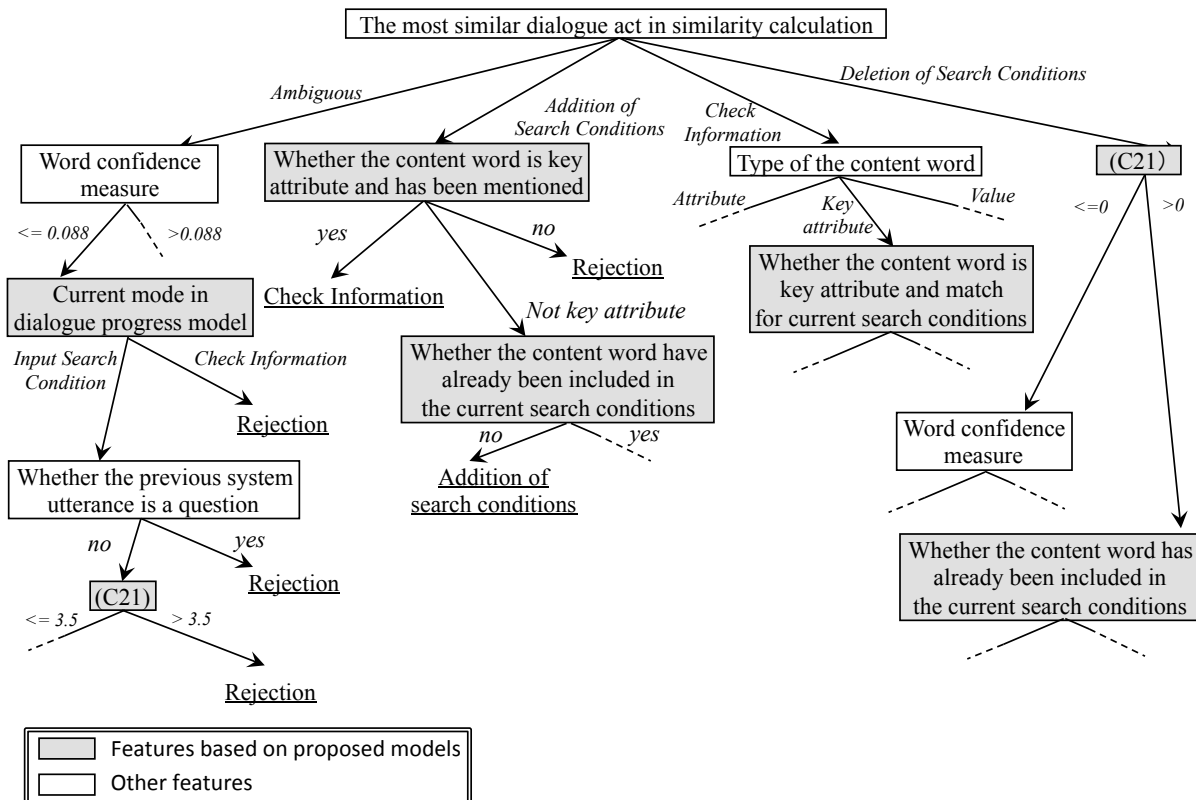 The most similar dialogue act in similarity calculation
Ambiguous
Addition of
Search Conditions
Check
Information
Deletion of Search Conditions
Word confidence
measure
Whether the content word is key
attribute and has been mentioned
Type of the content word
(C21)
<= 0.088
>0.088
yes
no
Not key attribute
Attribute
Key
attribute
Value
<=0
>0
Current mode in
dialogue progress model
Check Information
Rejection
Whether the content word is
key attribute and match
for current search conditions
Input Search
Condition
Check Information
Rejection
Whether the content word have
already been included in
the current search conditions
no
yes
Addition of
search conditions
Word confidence
measure
Whether the previous system
utterance is a question
no
yes
Rejection
Whether the content word has
already been included in
the current search conditions
(C21)
<= 3.5
> 3.5
Rejection
Features based on proposed models
Other features